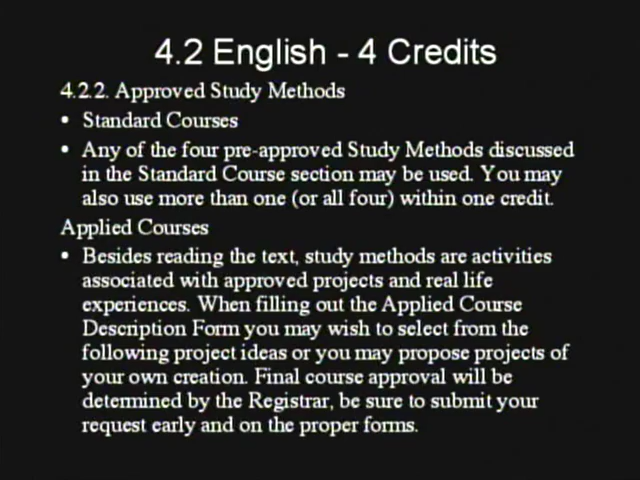 4.2 English - 4 Credits
4.2.2. Approved Study Methods
• Standard Courses
• Any of the four pre-approved Study Methods discussed
in the Standard Course section may be used. You may
also use more than one (or all four) within one credit.
Applied Courses
• Besides reading the text, study methods are activities
associated with approved projects and real life
experiences. When filling out the Applied Course
Description Form you may wish to select from the
following project ideas or you may propose projects of
your own creation. Final course approval will be
determined by the Registrar, be sure to submit your
request early and on the proper forms.